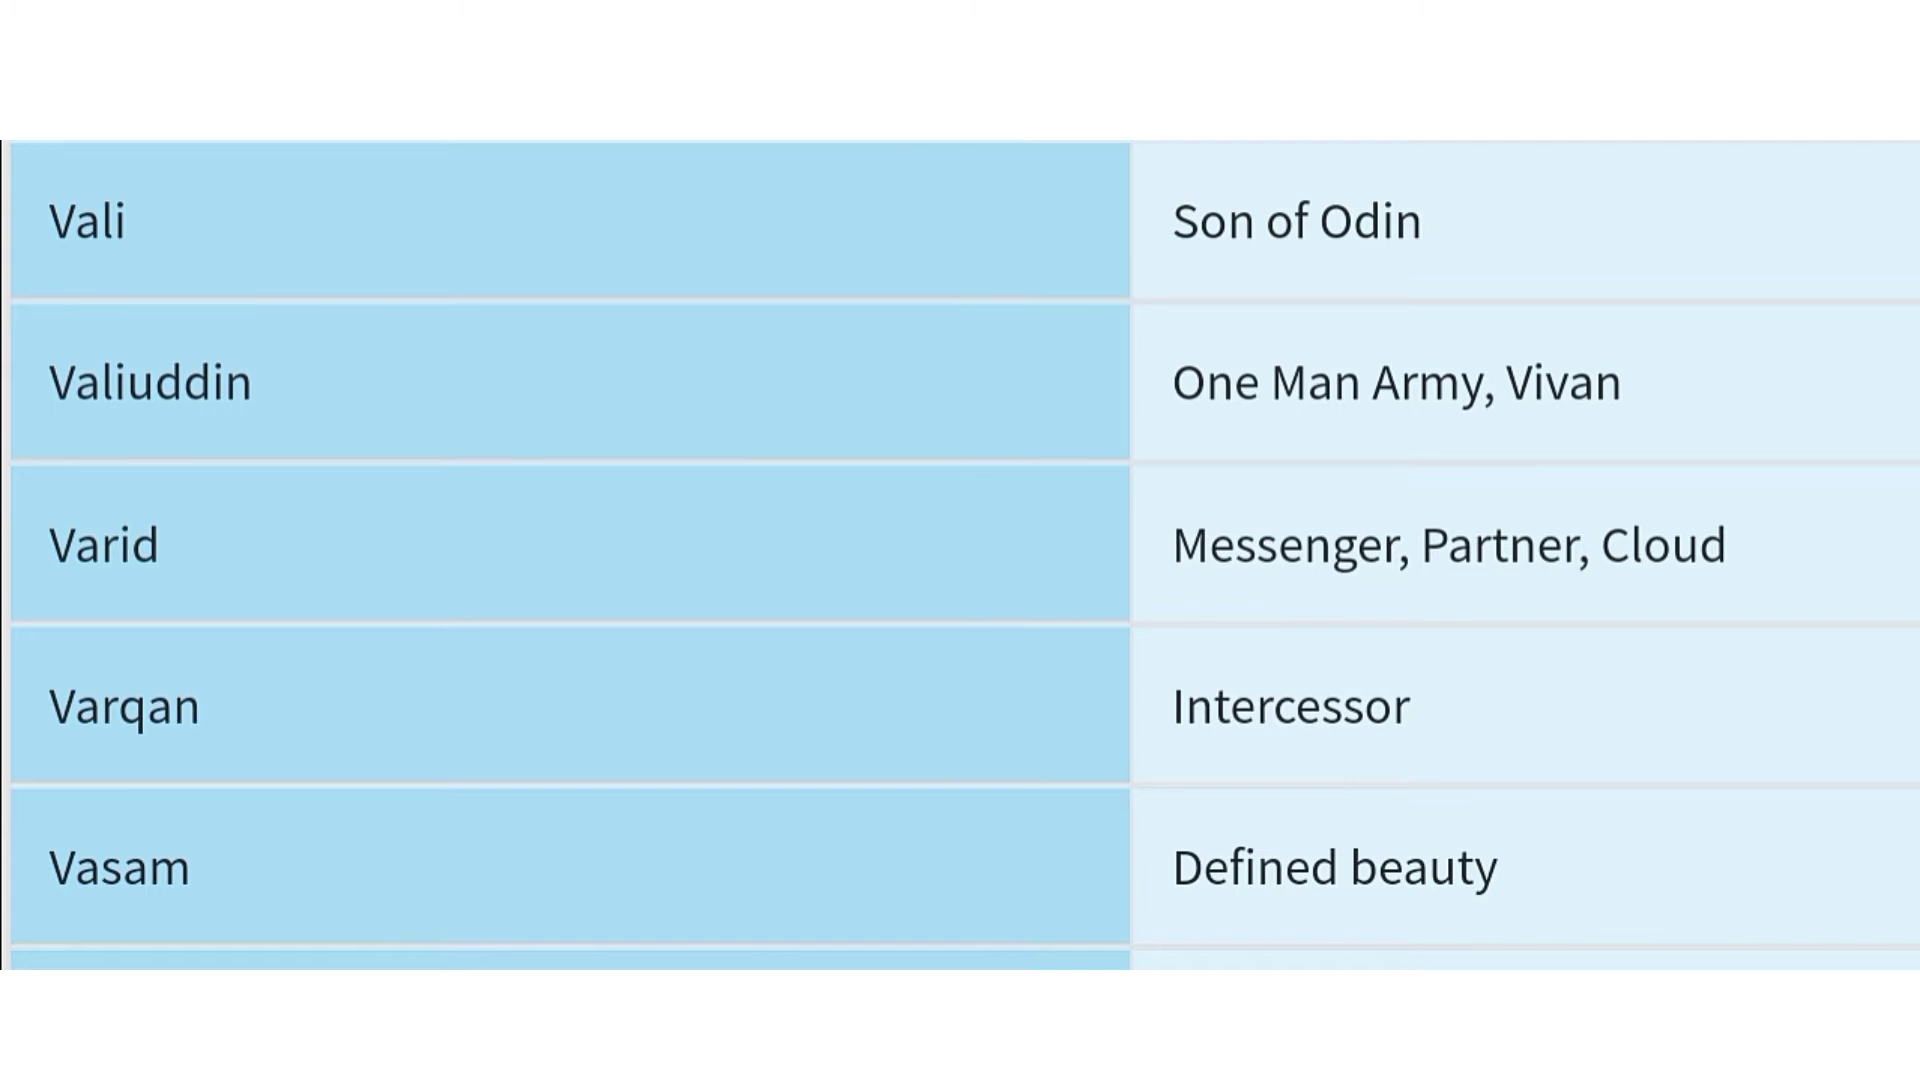 Vali Son of Odin
Valiuddin One Man Army, Vivan
Varid Messenger, Partner, Cloud
Varqan Intercessor
Vasam Defined beauty